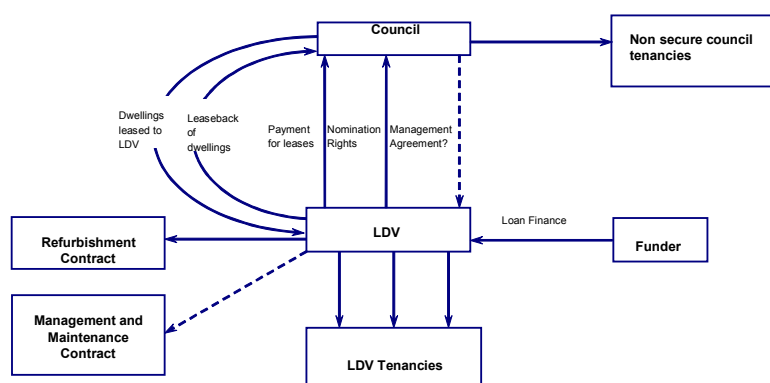 Council
Non secure council
tenancies
Dwellings
leased to
LDV
Leaseback
of
dwellings
Payment
for leases
Nomination
Rights
Management
Agreement?
LDV
Loan Finance
Funder
Refurbishment
Contract
Management and
Maintenance
Contract
LDV Tenancies